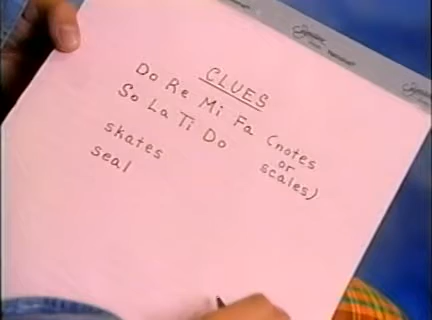 CLUES
Do Re Mi Fa (notes
or
So La Ti Do scales)
skates
seal